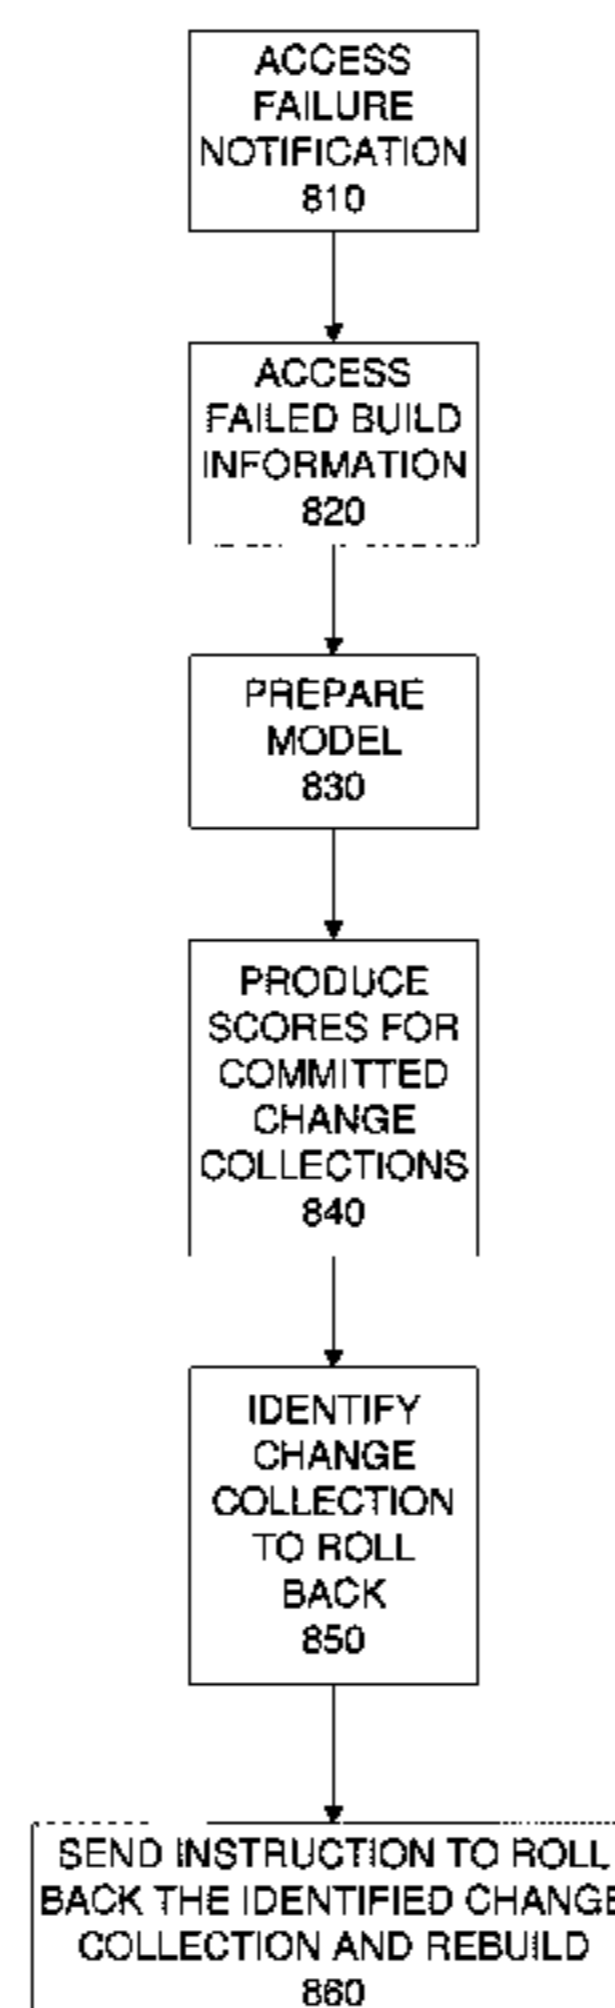 ACCESS
FAILURE
NOTIFICATION
810
ACCESS
FAILED BUILD
INFORMATION
820
PREPARE
MODEL
830
PRODUCE
SCORES FOR
COMMITTED
CHANGE
COLLECTIONS
840
IDENTIFY
CHANGE
COLLECTION
TO ROLL
BACK
850
SEND INSTRUCTION TO ROLL
BACK THE IDENTIFIED CHANGE
COLLECTION AND REBUILD
860